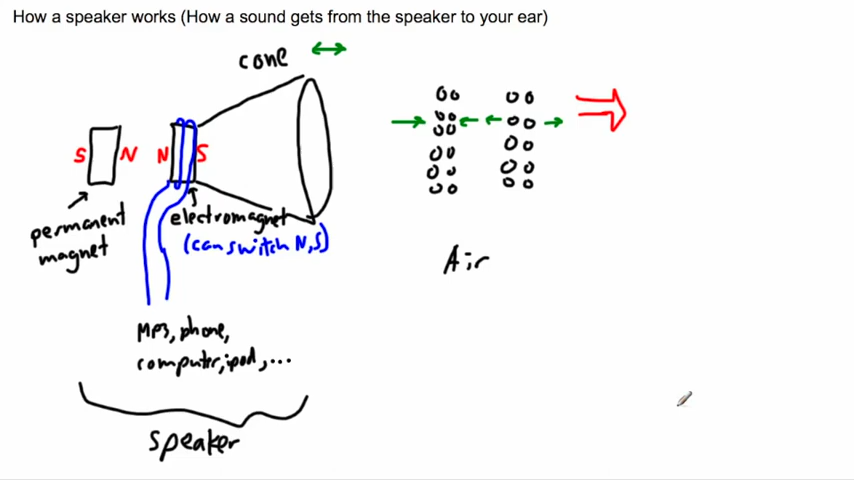 How a speaker works (How a sound gets from the speaker to your ear)
cone
S N N S
permanent
magnet
electromagnet
(can switch N,S)
Air
MP3, phone,
computer, ipod, ...
speaker